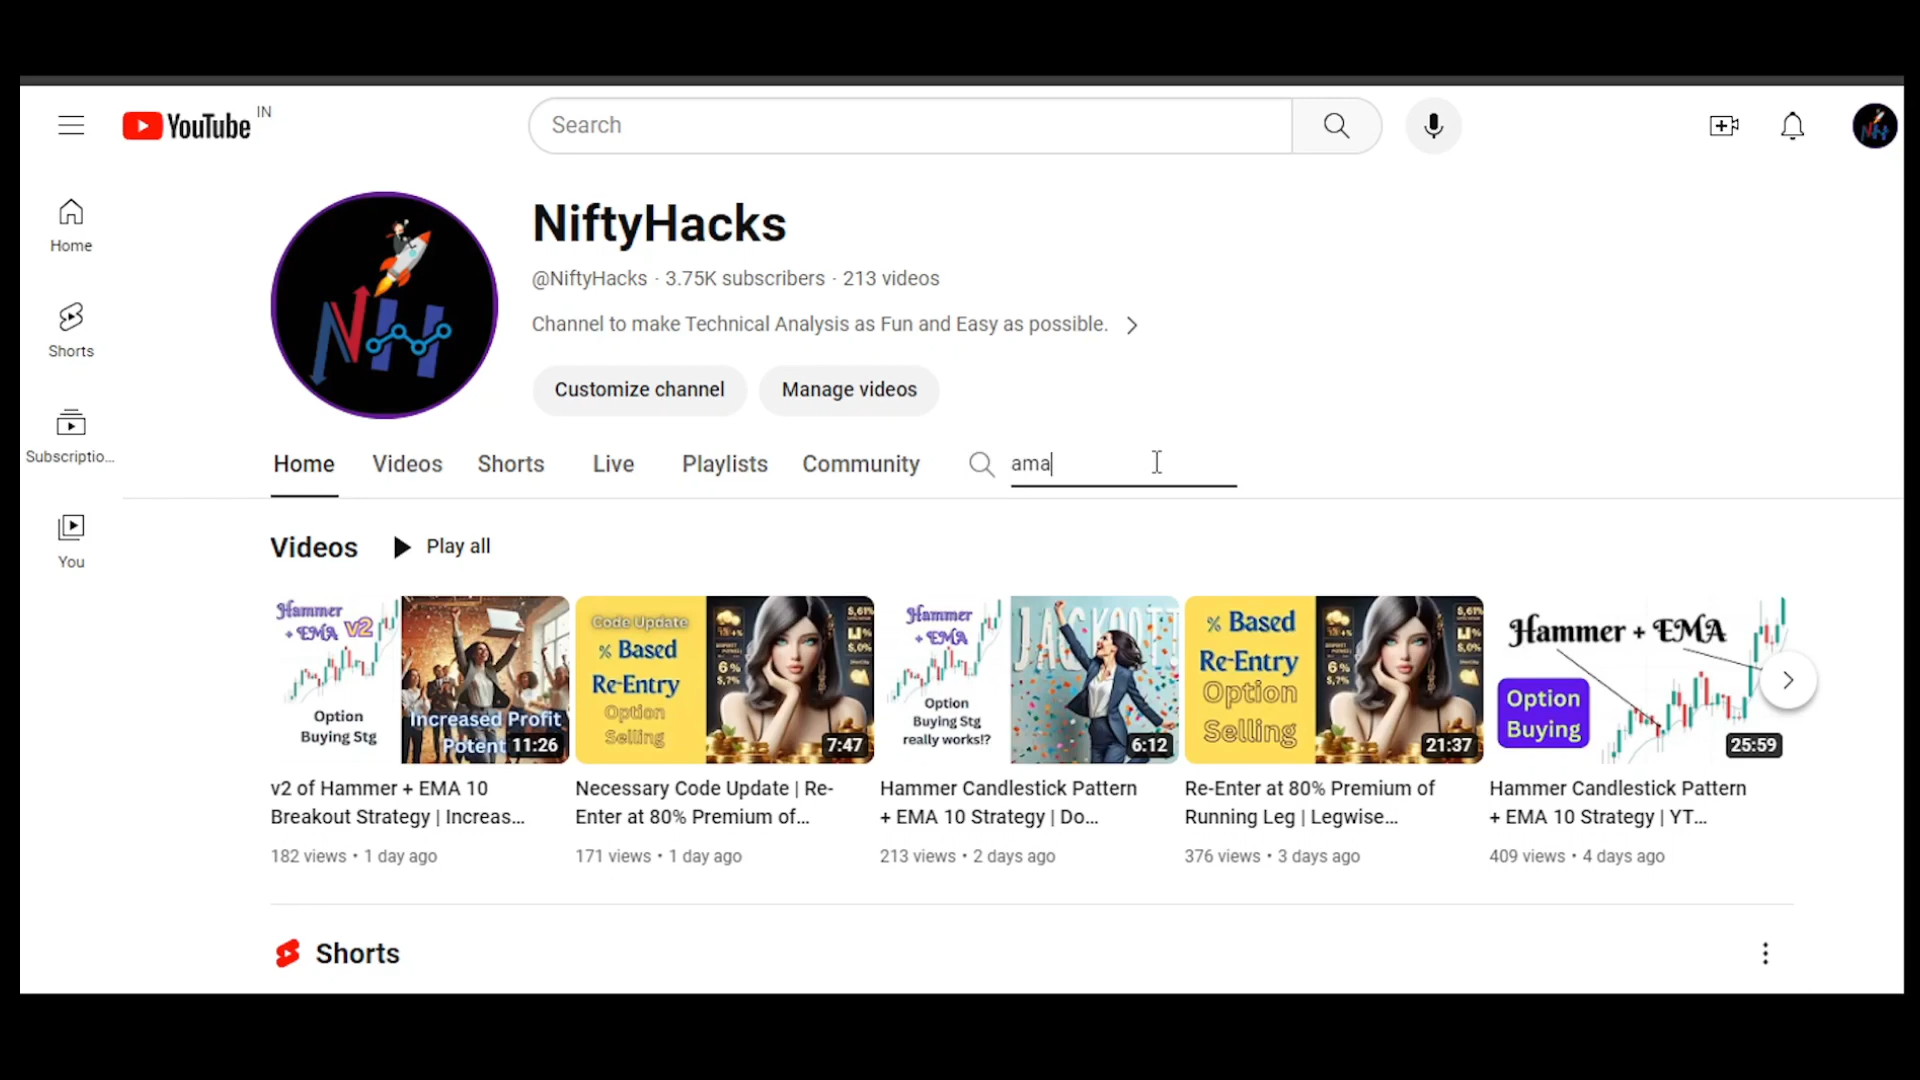 YouTube IN
Search
Home
Shorts
Subscriptio...
You
NiftyHacks
@NiftyHacks · 3.75K subscribers · 213 videos
Channel to make Technical Analysis as Fun and Easy as possible.
Customize channel
Manage videos
Home
Videos
Shorts
Live
Playlists
Community
ama
Videos
Play all
Hammer
+ EMA v2
Option
Buying Stg
Increased Profit
Potent
11:26
Code Update
% Based
Re-Entry
Option
Selling
7:47
Hammer
+ EMA
Option
Buying Stg
really works!?
6:12
% Based
Re-Entry
Option
Selling
21:37
Hammer + EMA
Option
Buying
25:59
v2 of Hammer + EMA 10
Breakout Strategy | Increas...
182 views • 1 day ago
Necessary Code Update | Re-
Enter at 80% Premium of...
171 views • 1 day ago
Hammer Candlestick Pattern
+ EMA 10 Strategy | Do...
213 views • 2 days ago
Re-Enter at 80% Premium of
Running Leg | Legwise...
376 views • 3 days ago
Hammer Candlestick Pattern
+ EMA 10 Strategy | YT...
409 views • 4 days ago
Shorts